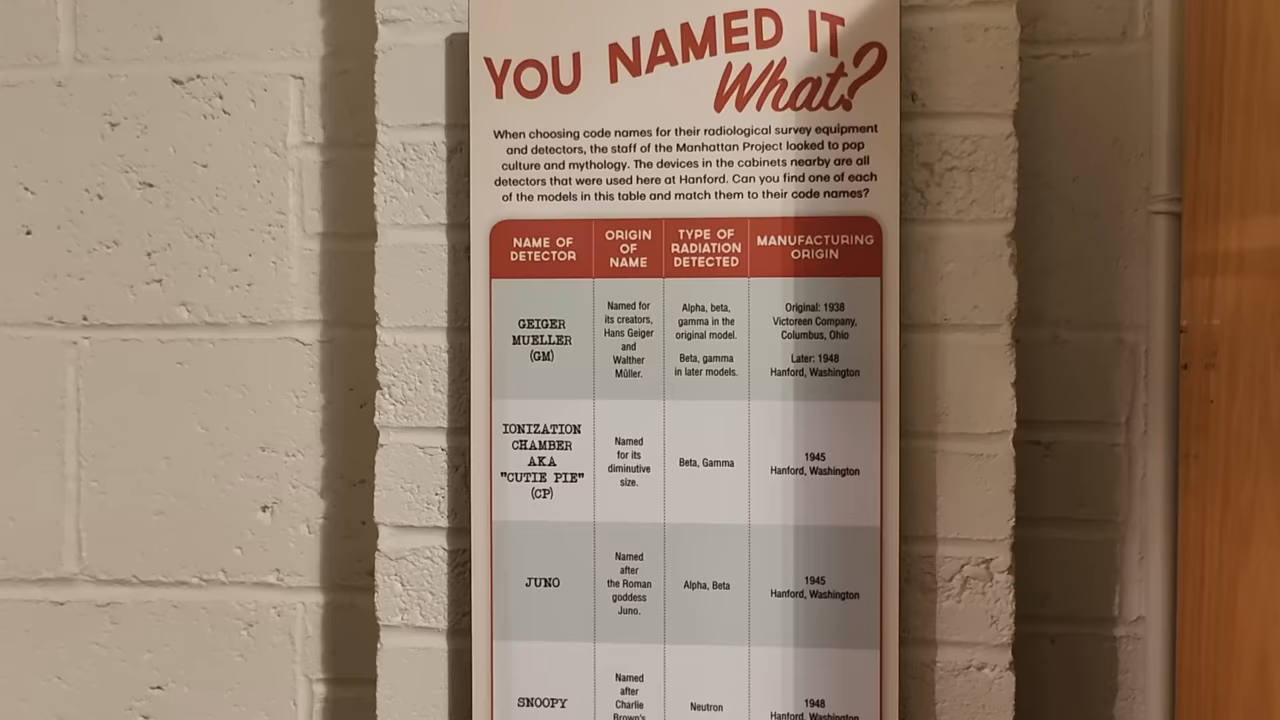 YOU NAMED IT
What?
When choosing code names for their radiological survey equipment
and detectors, the staff of the Manhattan Project looked to pop
culture and mythology. The devices in the cabinets nearby are all
detectors that were used here at Hanford. Can you find one of each
of the models in this table and match them to their code names?
NAME OF
DETECTOR
ORIGIN
OF
NAME
TYPE OF
RADIATION
DETECTED
MANUFACTURING
ORIGIN
GEIGER
MUELLER
(GM)
Named for
its creators,
Hans Geiger
and
Walther
Müller.
Alpha, beta,
gamma in the
original model.
Beta, gamma
in later models.
Original: 1938
Victoreen Company,
Columbus, Ohio
Later: 1948
Hanford, Washington
IONIZATION
CHAMBER
AKA
"CUTIE PIE"
(CP)
Named
for its
diminutive
size.
Beta, Gamma
1945
Hanford, Washington
JUNO
Named
after
the Roman
goddess
Juno.
Alpha, Beta
1945
Hanford, Washington
SNOOPY
Named
after
Charlie
Brown's
Neutron
1948
Hanford, Washington